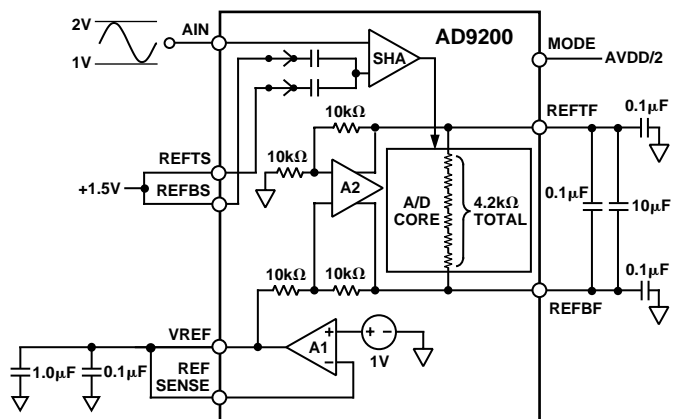 2V
1V
AIN
SHA
AD9200
MODE
AVDD/2
10kΩ
REFTF
0.1µF
REFTS
REFBS
+1.5V
10kΩ
A2
A/D
CORE
4.2kΩ
TOTAL
0.1µF
10µF
10kΩ
10kΩ
0.1µF
REFBF
VREF
A1
+
–
+ –
1V
1.0µF
0.1µF
REF
SENSE